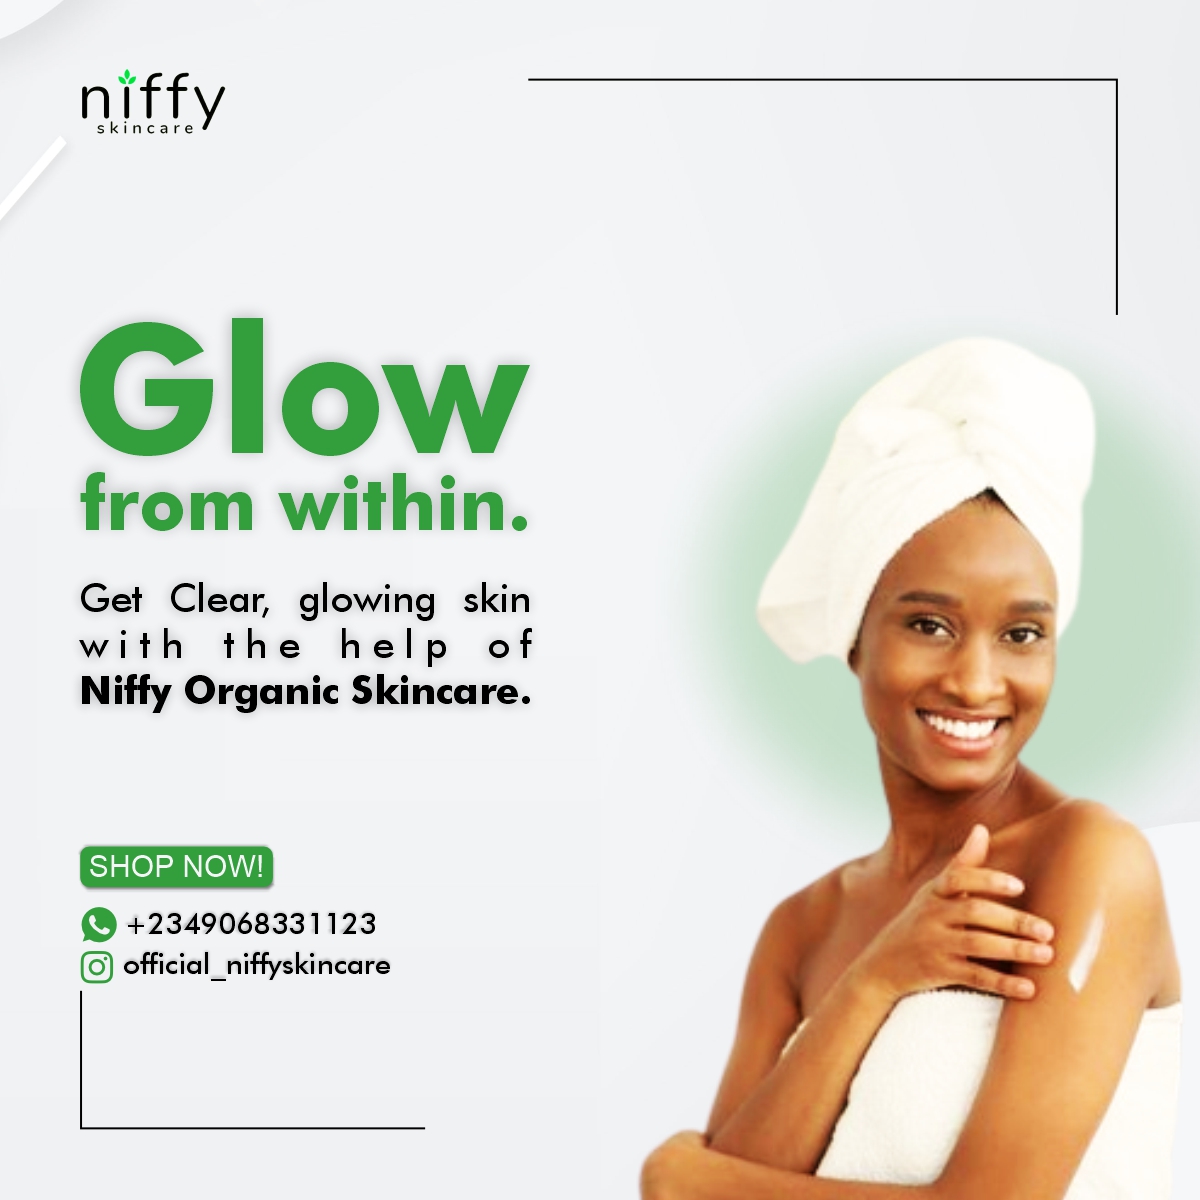 niffy
skincare
Glow
from within.
Get Clear, glowing skin
with the help of
Niffy Organic Skincare.
SHOP NOW!
+2349068331123
official_niffyskincare